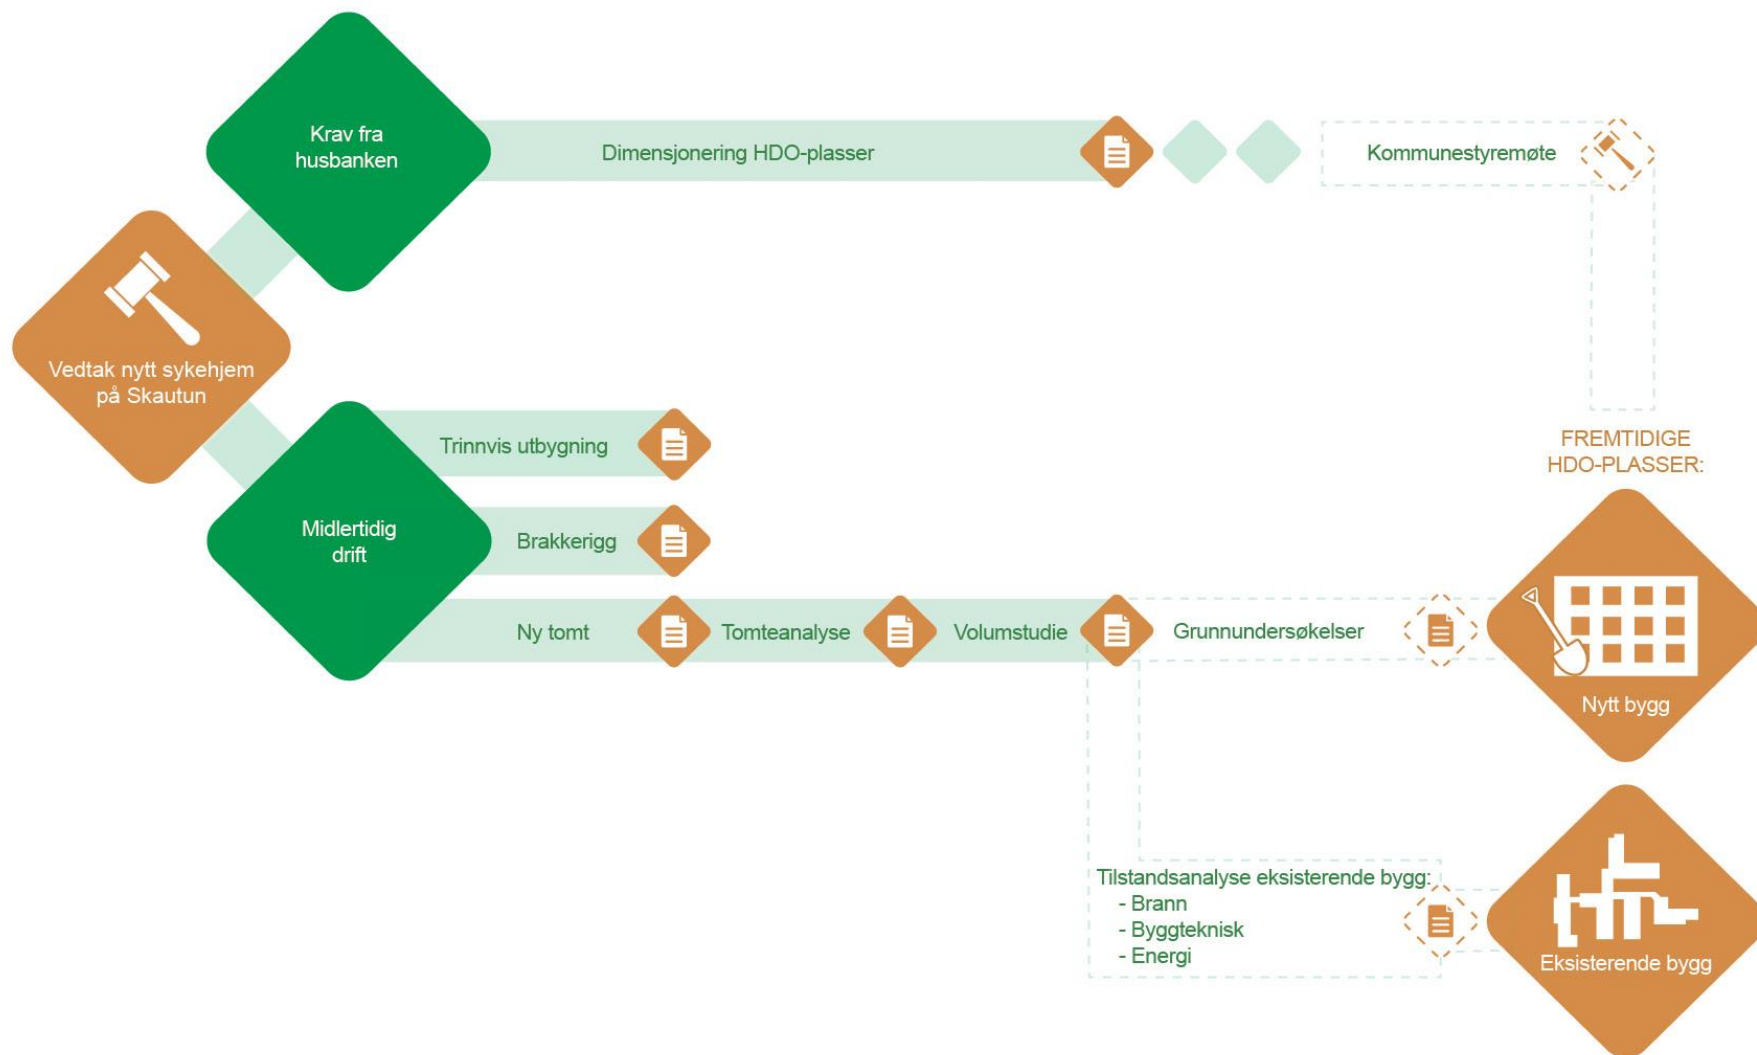 Krav fra
husbanken
Dimensjonering HDO-plasser
Kommunestyremøte
Vedtak nytt sykehjem
på Skautun
Trinnvis utbygning
Midlertidig
drift
Brakkerigg
Ny tomt
Tomteanalyse
Volumstudie
Grunnundersøkelser
FREMTIDIGE
HDO-PLASSER:
Nytt bygg
Tilstandsanalyse eksisterende bygg:
- Brann
- Byggteknisk
- Energi
Eksisterende bygg